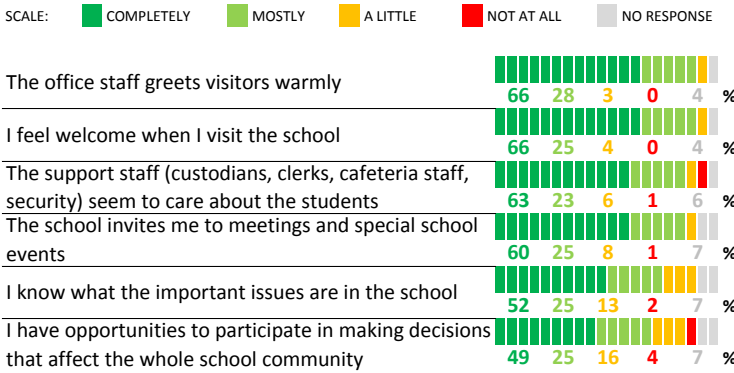 SCALE: COMPLETELY MOSTLY A LITTLE NOT AT ALL NO RESPONSE
The office staff greets visitors warmly
66 28 3 0 4 %
I feel welcome when I visit the school
66 25 4 0 4 %
The support staff (custodians, clerks, cafeteria staff,
security) seem to care about the students
63 23 6 1 6 %
The school invites me to meetings and special school
events
60 25 8 1 7 %
I know what the important issues are in the school
52 25 13 2 7 %
I have opportunities to participate in making decisions
that affect the whole school community
49 25 16 4 7 %